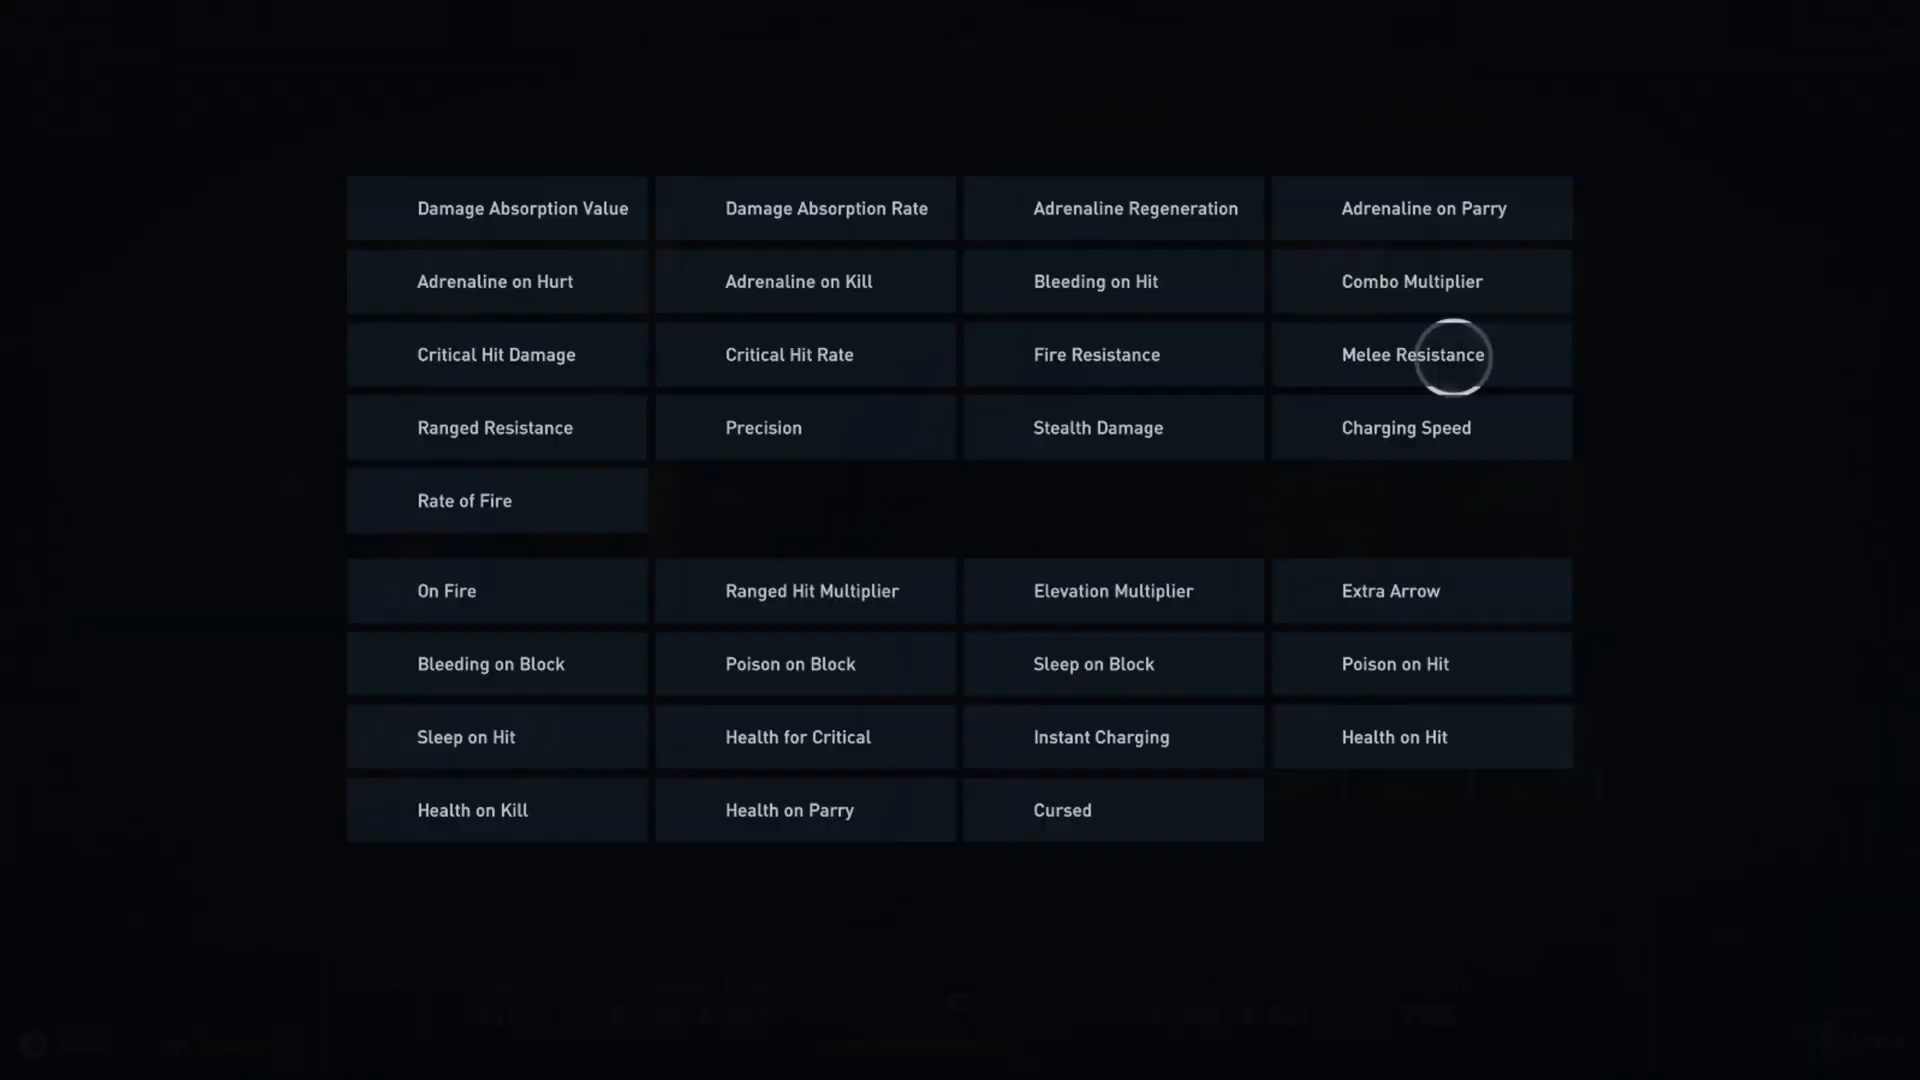 Damage Absorption Value Damage Absorption Rate Adrenaline Regeneration Adrenaline on Parry
Adrenaline on Hurt Adrenaline on Kill Bleeding on Hit Combo Multiplier
Critical Hit Damage Critical Hit Rate Fire Resistance Melee Resistance
Ranged Resistance Precision Stealth Damage Charging Speed
Rate of Fire
On Fire Ranged Hit Multiplier Elevation Multiplier Extra Arrow
Bleeding on Block Poison on Block Sleep on Block Poison on Hit
Sleep on Hit Health for Critical Instant Charging Health on Hit
Health on Kill Health on Parry Cursed